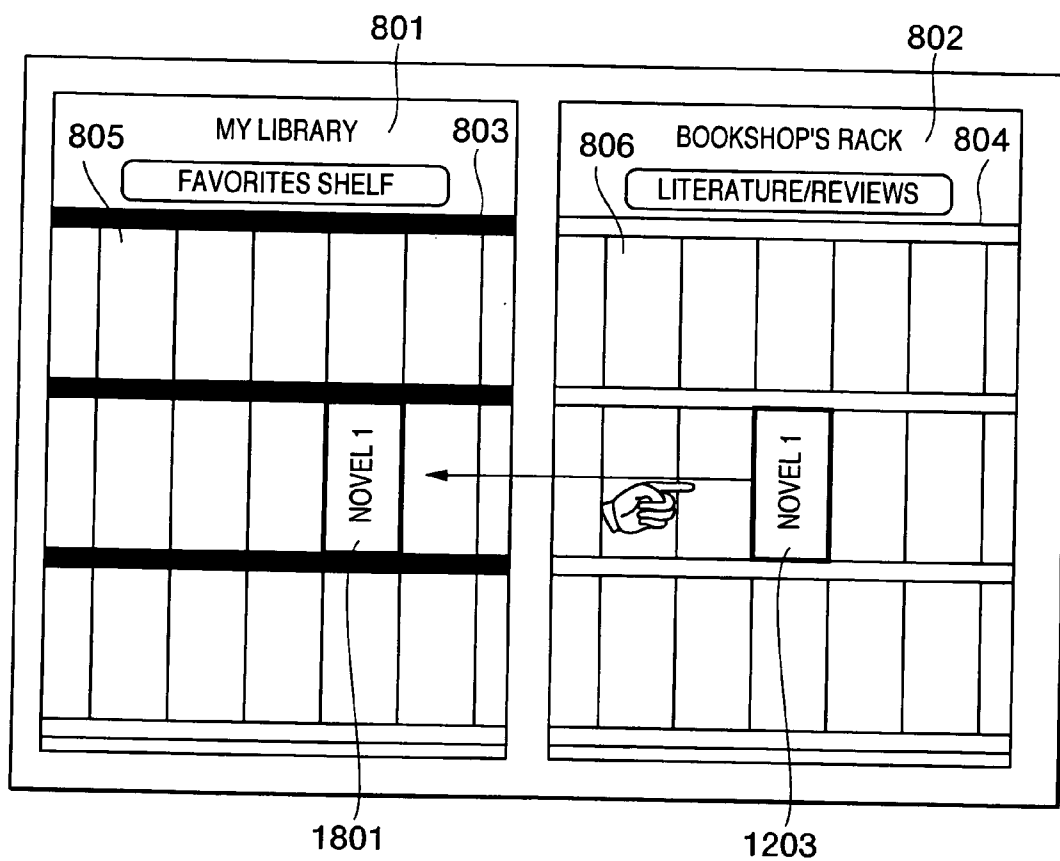 801
802
805
MY LIBRARY
803
806
BOOKSHOP'S RACK
804
FAVORITES SHELF
LITERATURE/REVIEWS
NOVEL 1
NOVEL 1
1801
1203